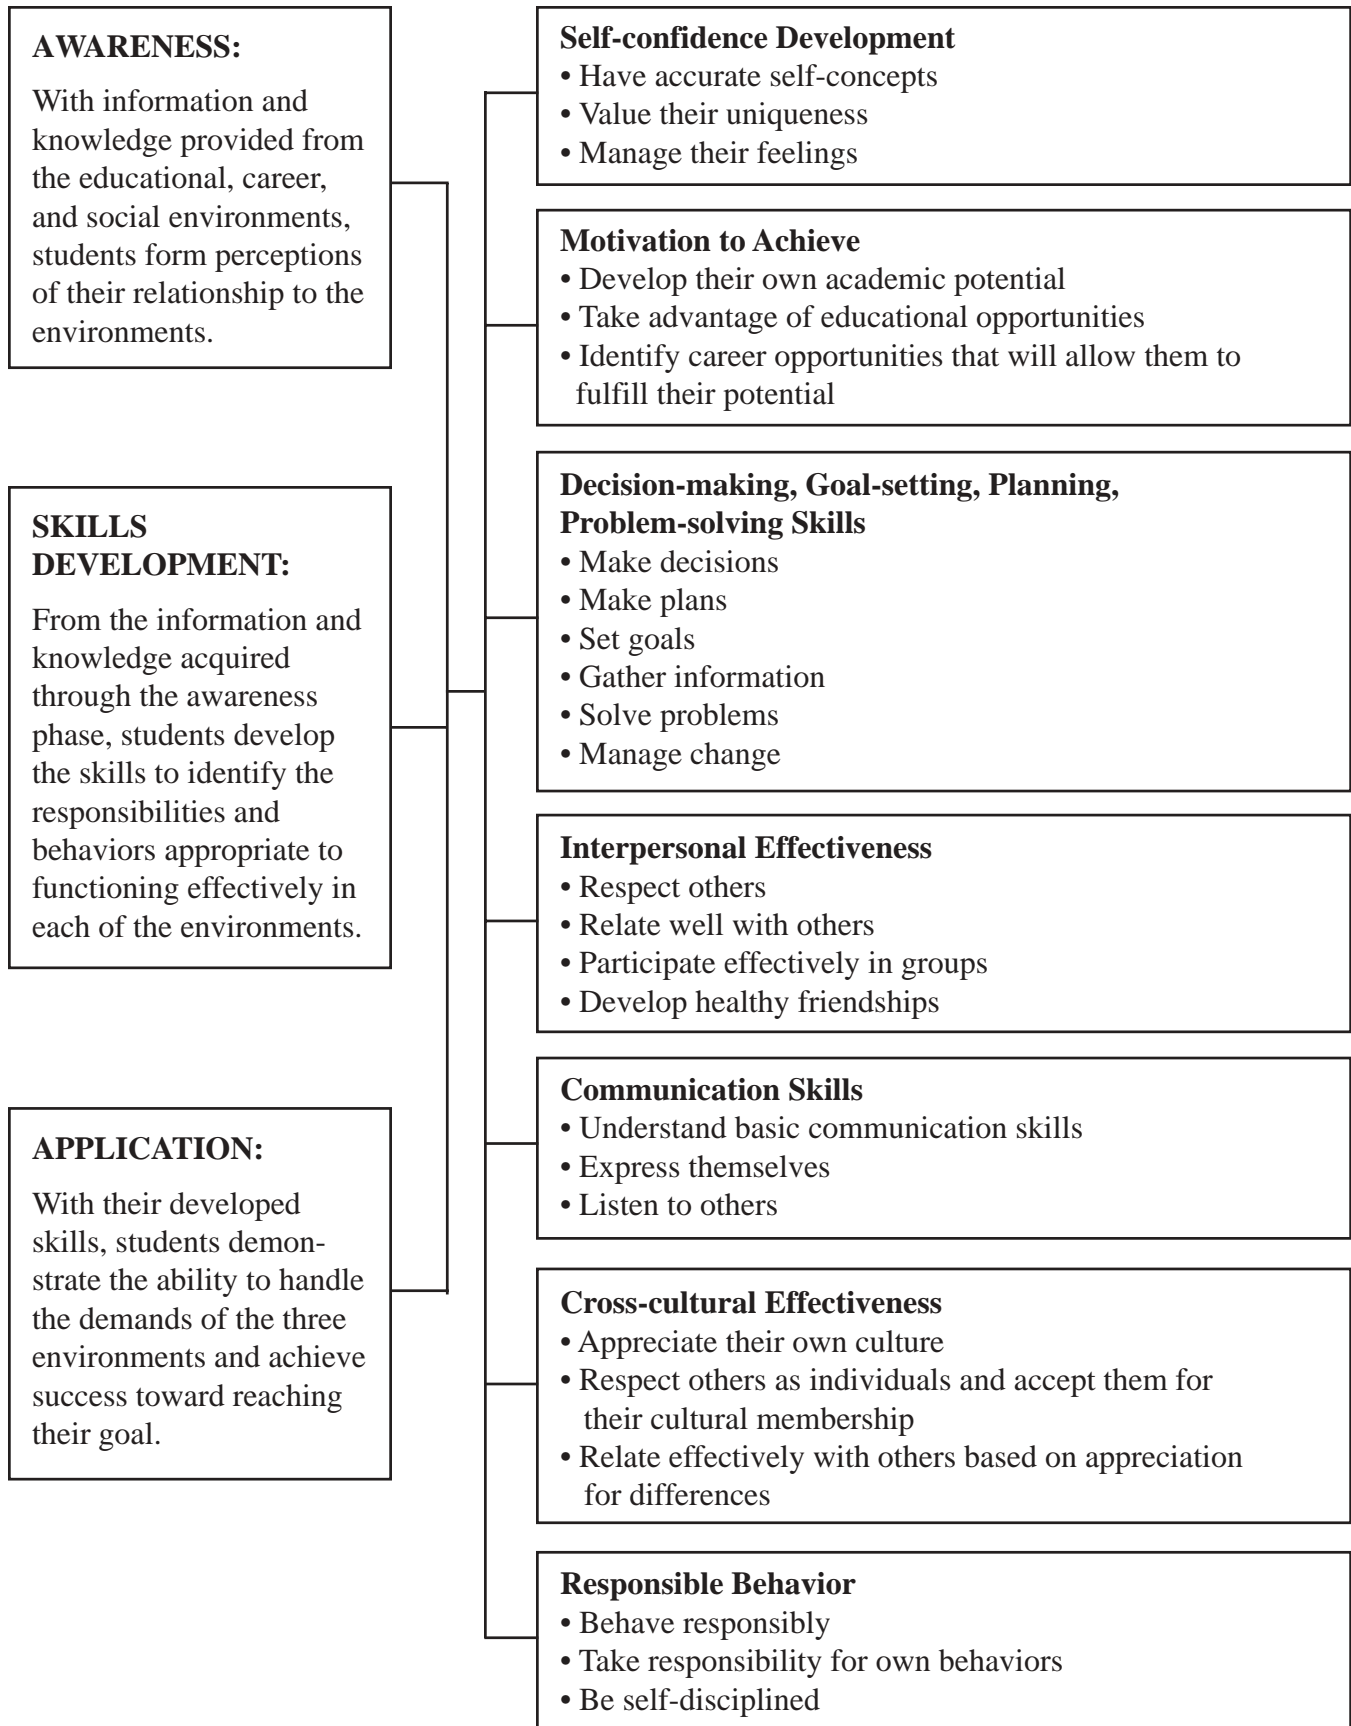 AWARENESS:
With information and
knowledge provided from
the educational, career,
and social environments,
students form perceptions
of their relationship to the
environments.
SKILLS
DEVELOPMENT:
From the information and
knowledge acquired
through the awareness
phase, students develop
the skills to identify the
responsibilities and
behaviors appropriate to
functioning effectively in
each of the environments.
APPLICATION:
With their developed
skills, students demon-
strate the ability to handle
the demands of the three
environments and achieve
success toward reaching
their goal.
Self-confidence Development
• Have accurate self-concepts
• Value their uniqueness
• Manage their feelings
Motivation to Achieve
• Develop their own academic potential
• Take advantage of educational opportunities
• Identify career opportunities that will allow them to
fulfill their potential
Decision-making, Goal-setting, Planning,
Problem-solving Skills
• Make decisions
• Make plans
• Set goals
• Gather information
• Solve problems
• Manage change
Interpersonal Effectiveness
• Respect others
• Relate well with others
• Participate effectively in groups
• Develop healthy friendships
Communication Skills
• Understand basic communication skills
• Express themselves
• Listen to others
Cross-cultural Effectiveness
• Appreciate their own culture
• Respect others as individuals and accept them for
their cultural membership
• Relate effectively with others based on appreciation
for differences
Responsible Behavior
• Behave responsibly
• Take responsibility for own behaviors
• Be self-disciplined